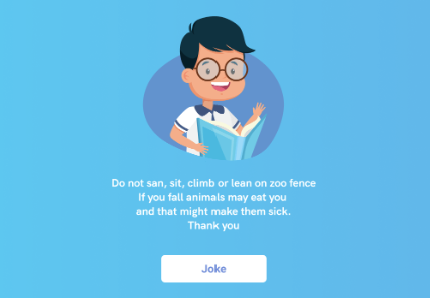 Do not san, sit, climb or lean on zoo fence
If you fall animals may eat you
and that might make them sick.
Thank you
Joke